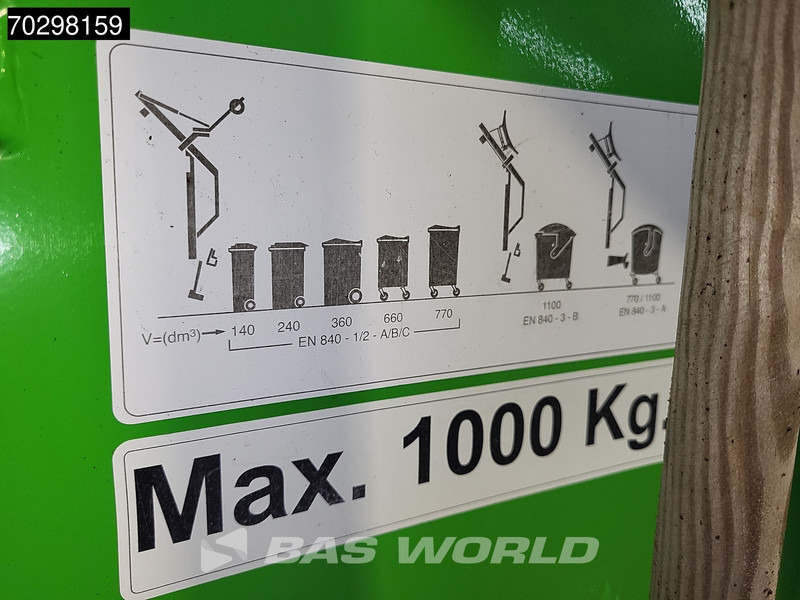 70298159
V=(dm³) 140 240 360 660 770
EN 840 - 1/2 - A/B/C
1100
EN 840 - 3 - B
770 / 1100
EN 840 - 3 - A
Max. 1000 Kg.
BAS WORLD